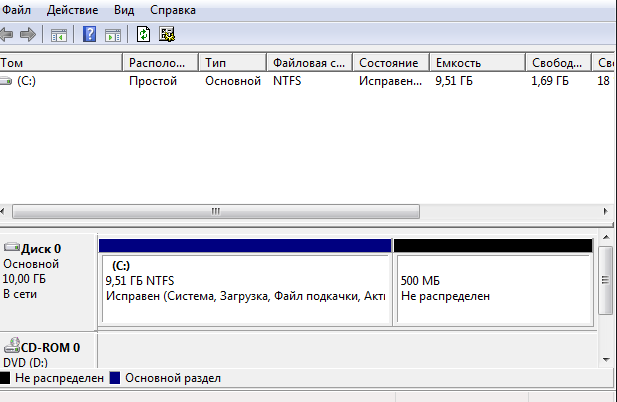 Файл Действие Вид Справка
Том Располо... Тип Файловая с... Состояние Емкость Свобод... Сво
(C:) Простой Основной NTFS Исправен... 9,51 ГБ 1,69 ГБ 18
Диск 0
Основной
10,00 ГБ
В сети
(C:)
9,51 ГБ NTFS
Исправен (Система, Загрузка, Файл подкачки, Акти
500 МБ
Не распределен
CD-ROM 0
DVD (D:)
Не распределен Основной раздел